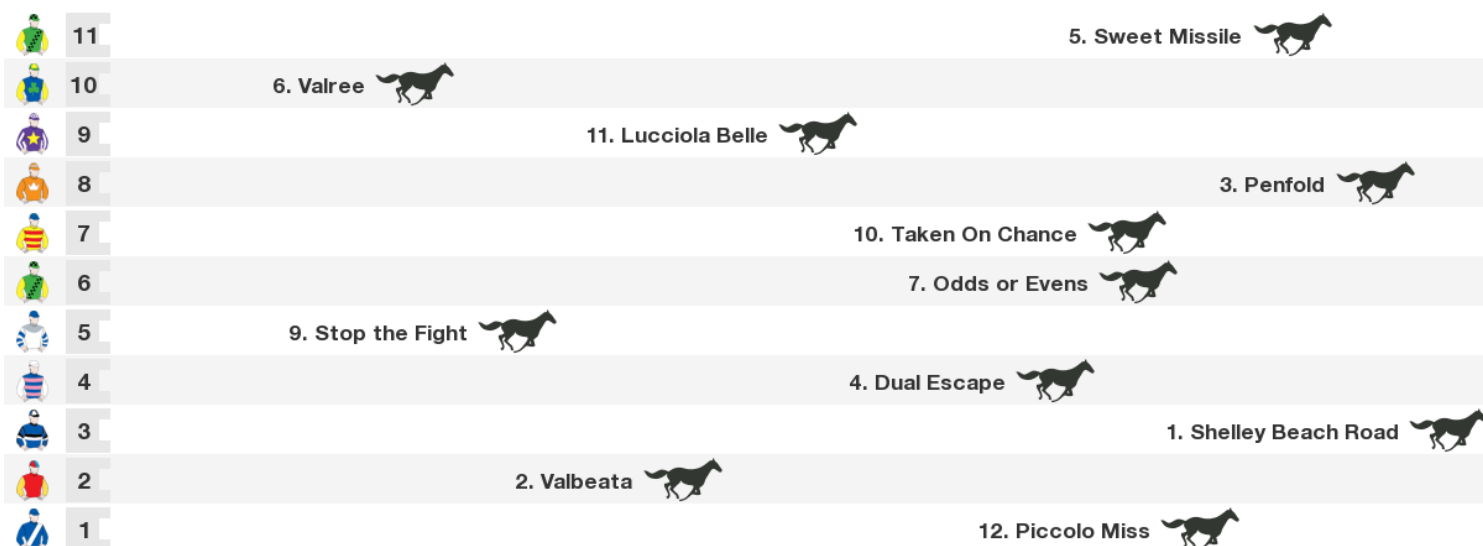 11 5. Sweet Missile
10 6. Valree
9 11. Lucciola Belle
8 3. Penfold
7 10. Taken On Chance
6 7. Odds or Evens
5 9. Stop the Fight
4 4. Dual Escape
3 1. Shelley Beach Road
2 2. Valbeata
1 12. Piccolo Miss